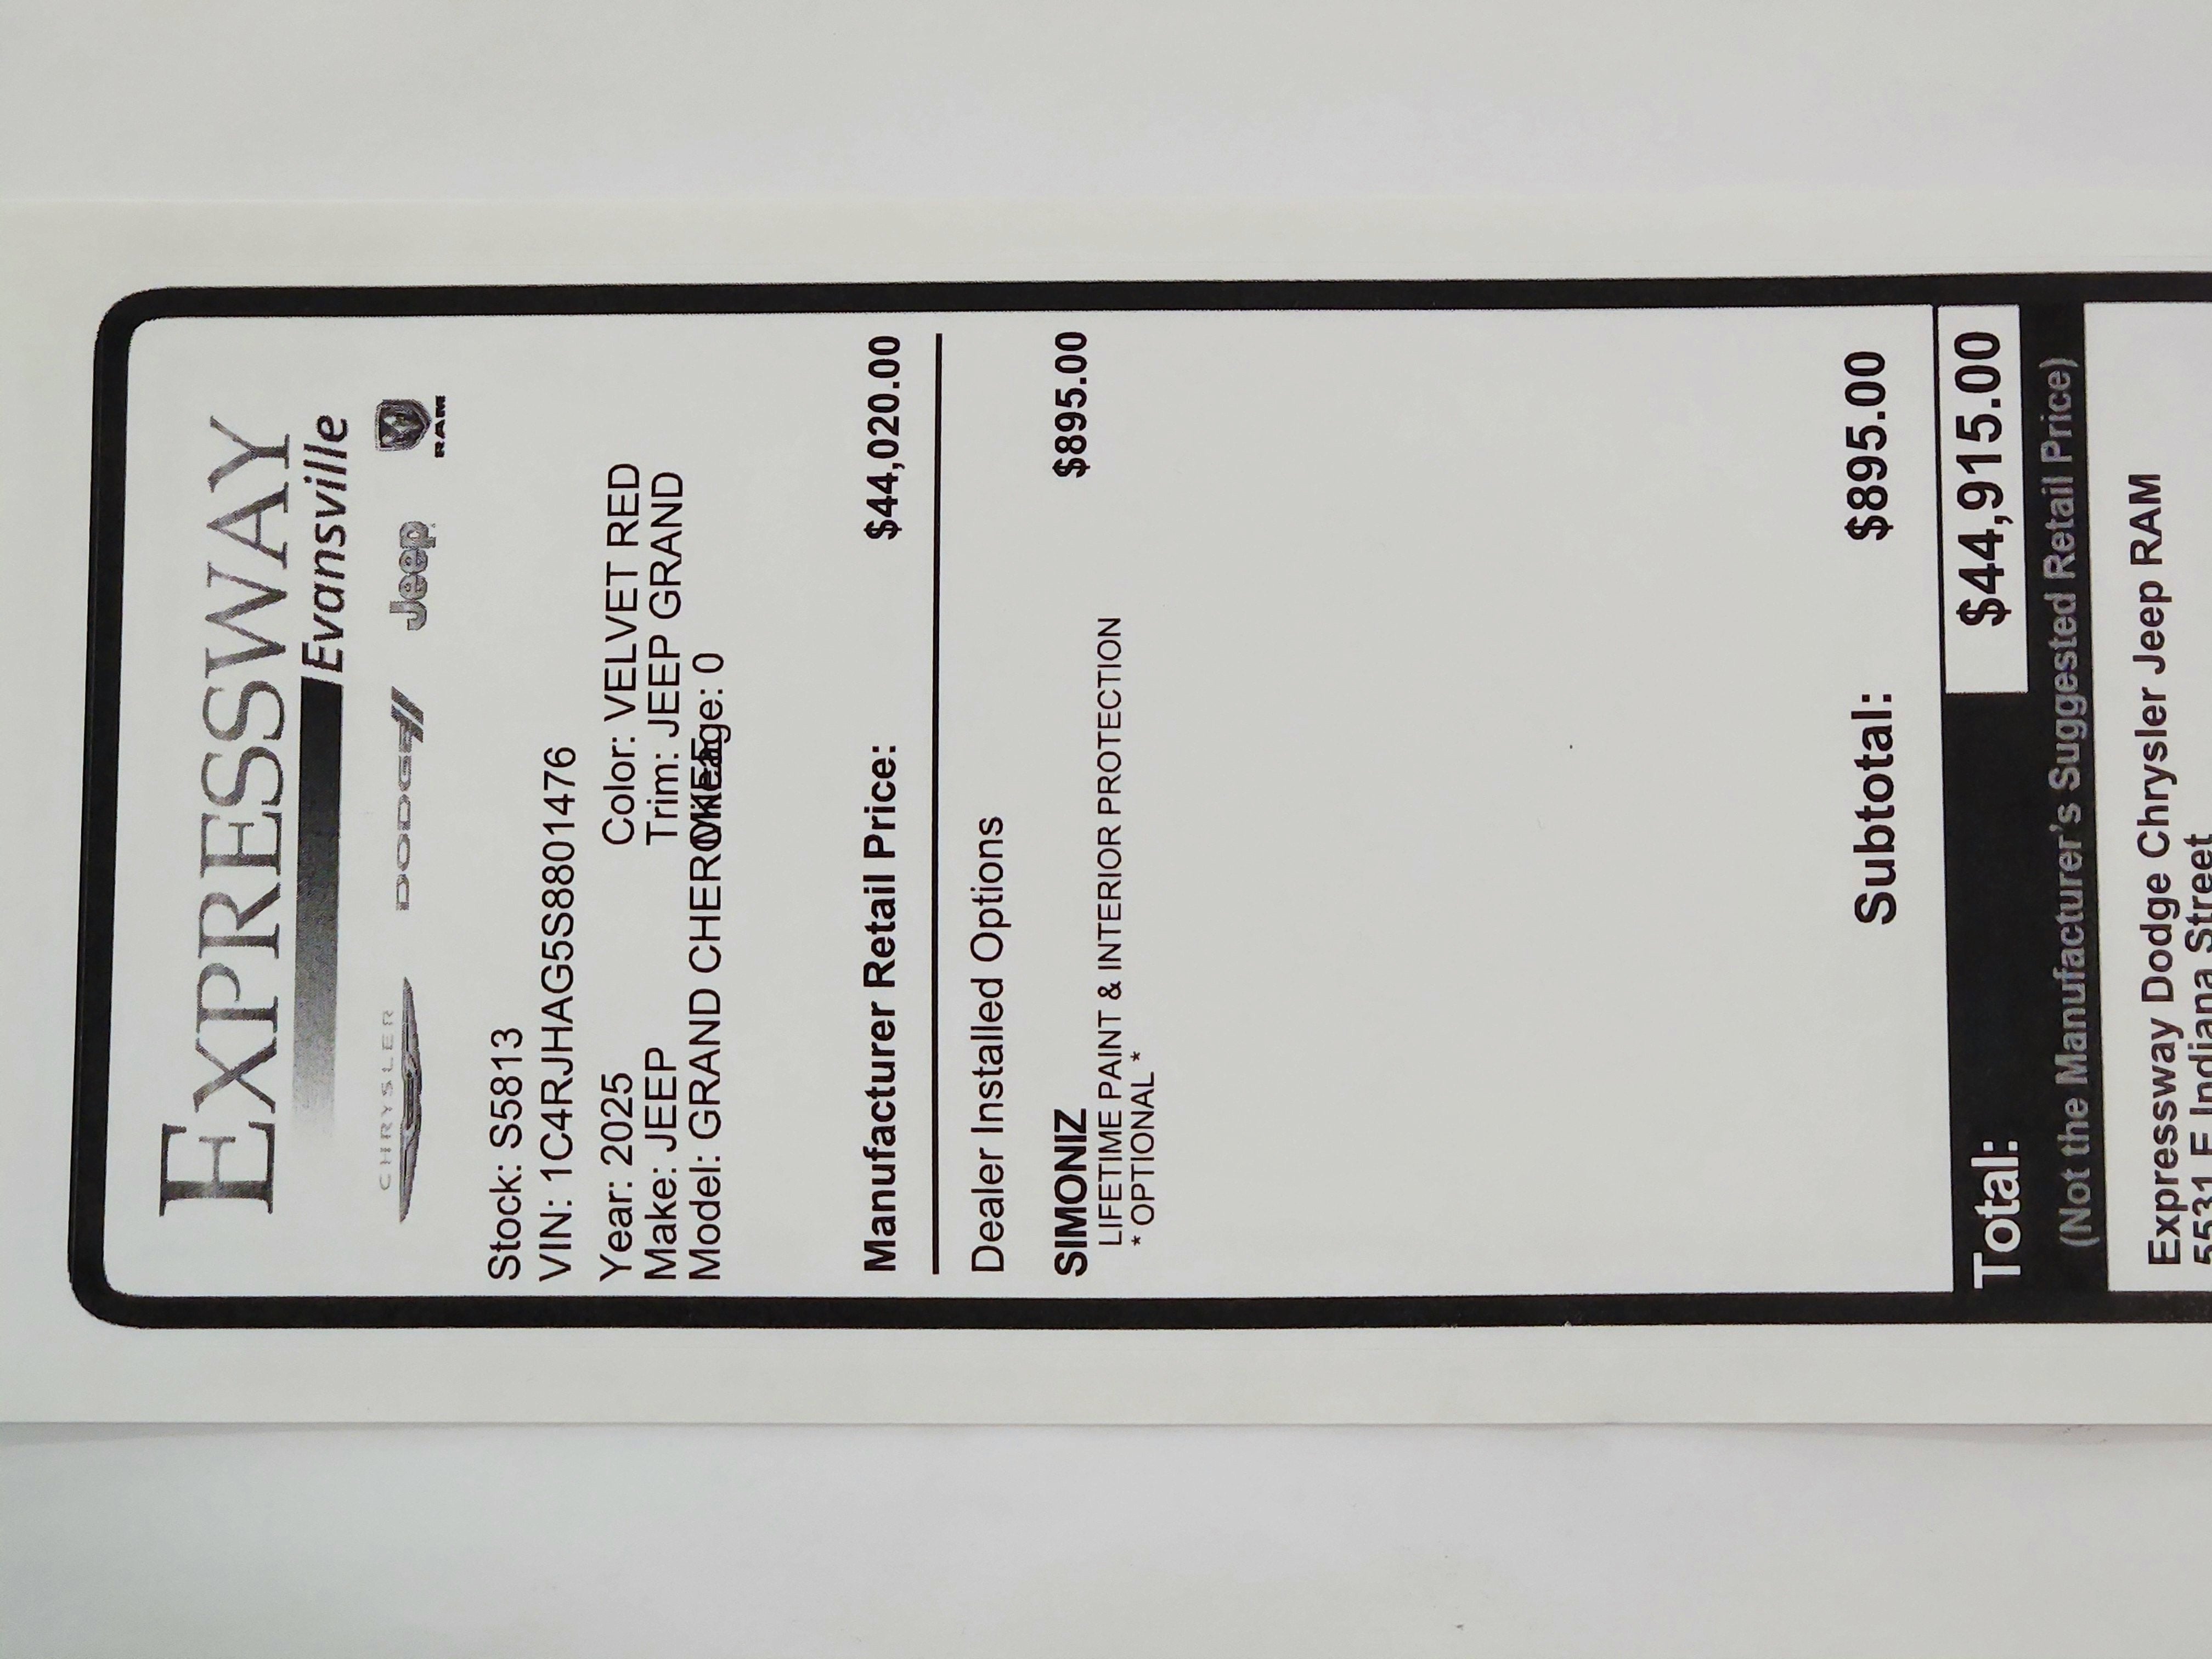 EXPRESSWAY
Evansville
CHRYSLER DODGE Jeep RAM
Stock: S5813
VIN: 1C4RJHAG5S8801476
Year: 2025 Color: VELVET RED
Make: JEEP Trim: JEEP GRAND
Model: GRAND CHEROKEE Mileage: 0
Manufacturer Retail Price: $44,020.00
Dealer Installed Options
SIMONIZ $895.00
LIFETIME PAINT & INTERIOR PROTECTION
* OPTIONAL *
Subtotal: $895.00
Total: $44,915.00
(Not the Manufacturer's Suggested Retail Price)
Expressway Dodge Chrysler Jeep RAM
5531 E Indiana Street